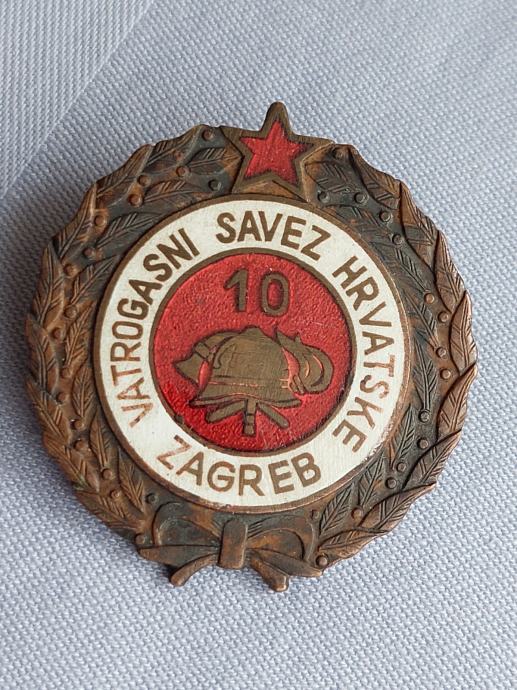 VATROGASNI SAVEZ HRVATSKE
10
ZAGREB